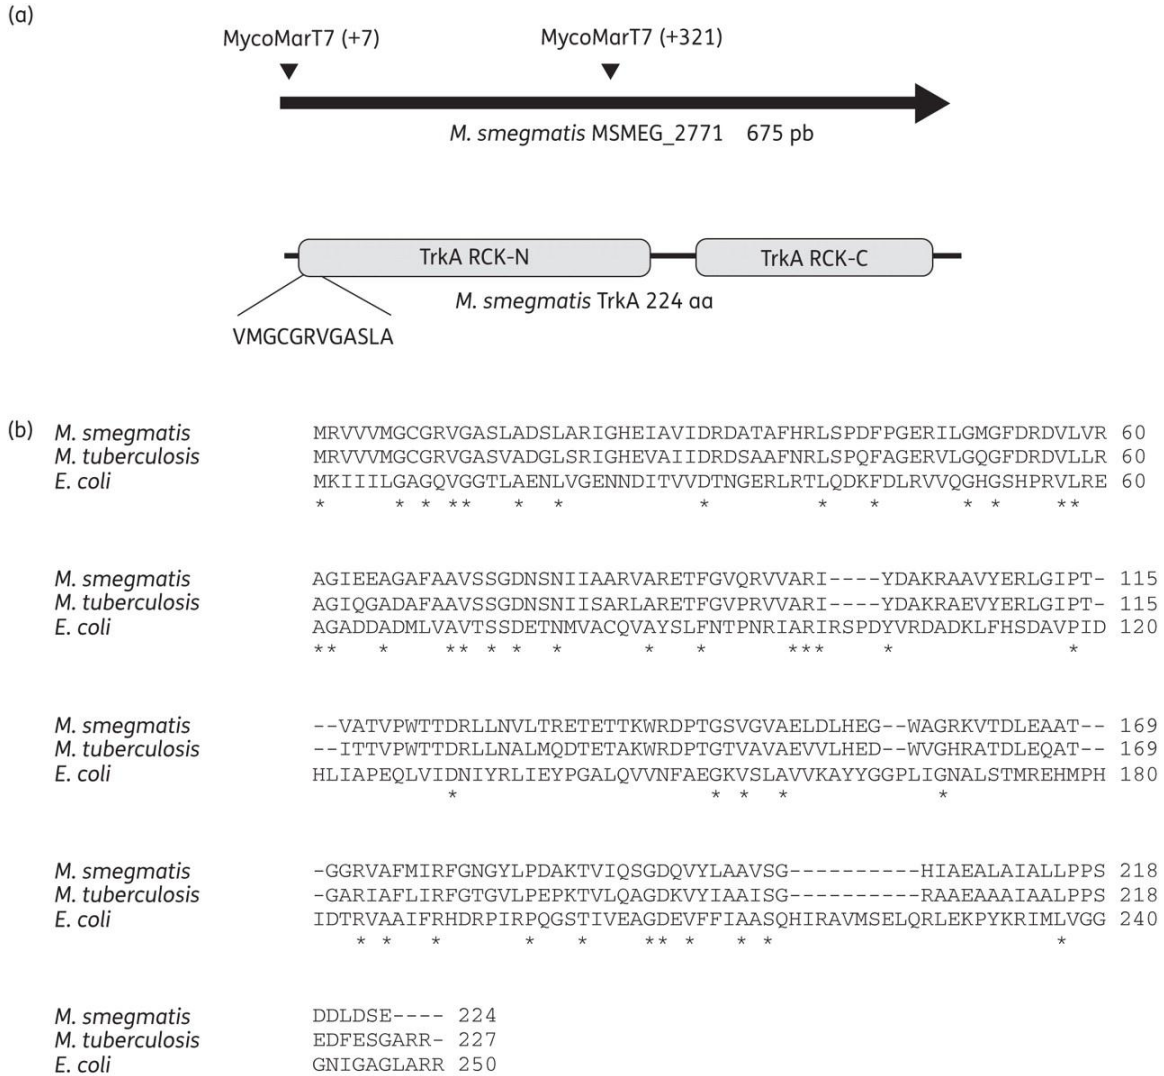 (a)
MycoMarT7 (+7) MycoMarT7 (+321)
M. smegmatis MSMEG_2771 675 pb
TrkA RCK-N TrkA RCK-C
M. smegmatis TrkA 224 aa
VMGCGRVGASLA
(b) M. smegmatis MRVVVMGCGRVGASLADSLARIGHEIAVIDRDATAFHRLSPDFPGERILGMGFDRDVLVR 60
M. tuberculosis MRVVVMGCGRVGASVADGLSRIGHEVAIIDRDSAAFNRLSPQFAGERVLGQGFDRDVLLR 60
E. coli MKIIILGAGQVGGTLAENLVGENNDITVVDTNGERLRTLQDKFDLRVVQGHGSHPRVLRE 60
* * * ** * * * * * * * **
M. smegmatis AGIEEAGAFAAVSSGDNSNIIAARVARETFGVQRVVARI----YDAKRAAVYERLGIPT- 115
M. tuberculosis AGIQGADAFAAVSSGDNSNIISARLARETFGVPRVVARI----YDAKRAEVYERLGIPT- 115
E. coli AGADDADMLVAVTSSDETNMVACQVAYSLFNTPNRIARIRSPDYVRDADKLFHSDAVPID 120
** * ** * * * * * *** * *
M. smegmatis --VATVPWTTDRLLNVLTRETETTKWRDPTGSVGVAELDLHEG--WAGRKVTDLEAAT-- 169
M. tuberculosis --ITTVPWTTDRLLNALMQDTETAKWRDPTGTVAVAEVVLHED--WVGHRATDLEQAT-- 169
E. coli HLIAPEQLVIDNIYRLIEYPGALQVVNFAEGKVSLAVVKAYYGGPLIGNALSTMREHMPH 180
* * * * *
M. smegmatis -GGRVAFMIRFGNGYLPDAKTVIQSGDQVYLAAVSG----------HIAEALAIALLPPS 218
M. tuberculosis -GARIAFLIRFGTGVLPEPKTVLQAGDKVYIAAISG----------RAAEAAAIAALPPS 218
E. coli IDTRVAAIFRHDRPIRPQGSTIVEAGDEVFFIAASQHIRAVMSELQRLEKPYKRIMLVGG 240
* * * * * ** * * * *
M. smegmatis DDLDSE---- 224
M. tuberculosis EDFESGARR- 227
E. coli GNIGAGLARR 250